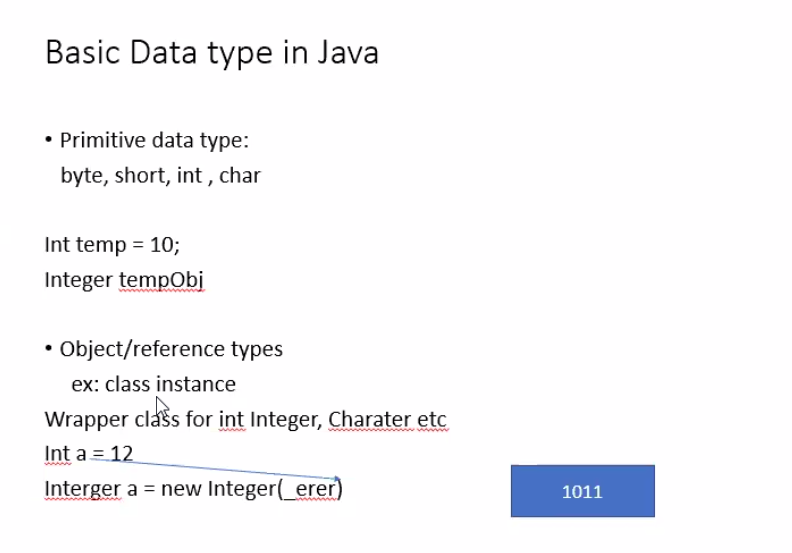 Basic Data type in Java
• Primitive data type:
byte, short, int , char
Int temp = 10;
Integer tempObj
• Object/reference types
ex: class instance
Wrapper class for int Integer, Charater etc
Int a = 12
Interger a = new Integer(_erer)
1011